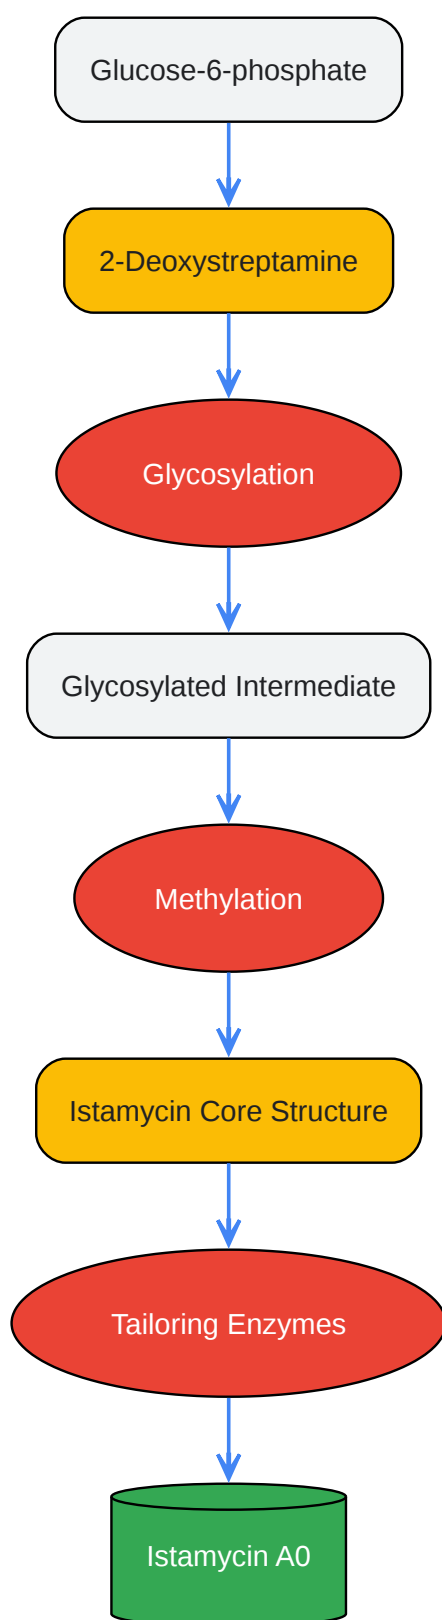 Glucose-6-phosphate
2-Deoxystreptamine
Glycosylation
Glycosylated Intermediate
Methylation
Istamycin Core Structure
Tailoring Enzymes
Istamycin A0